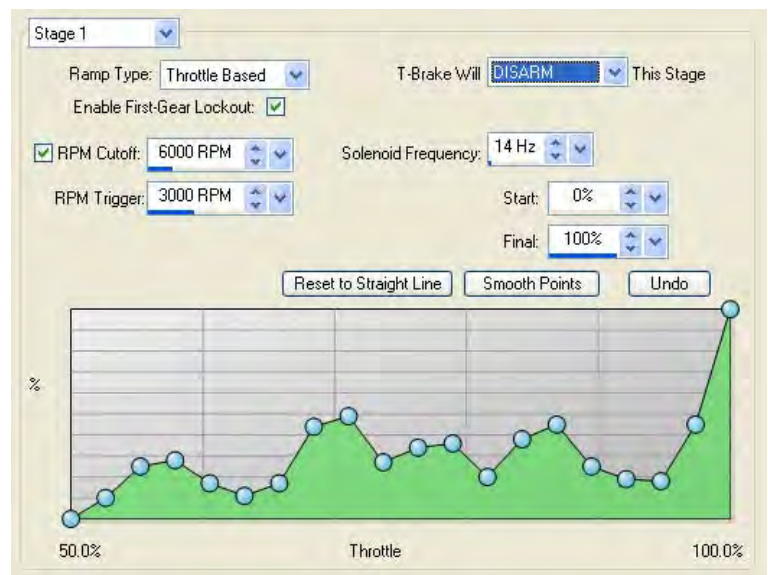 Stage 1
Ramp Type: Throttle Based
T-Brake Will DISARM This Stage
Enable First-Gear Lockout:
RPM Cutoff: 6000 RPM
Solenoid Frequency: 14 Hz
RPM Trigger: 3000 RPM
Start: 0%
Final: 100%
Reset to Straight Line Smooth Points Undo
%
50.0% Throttle 100.0%